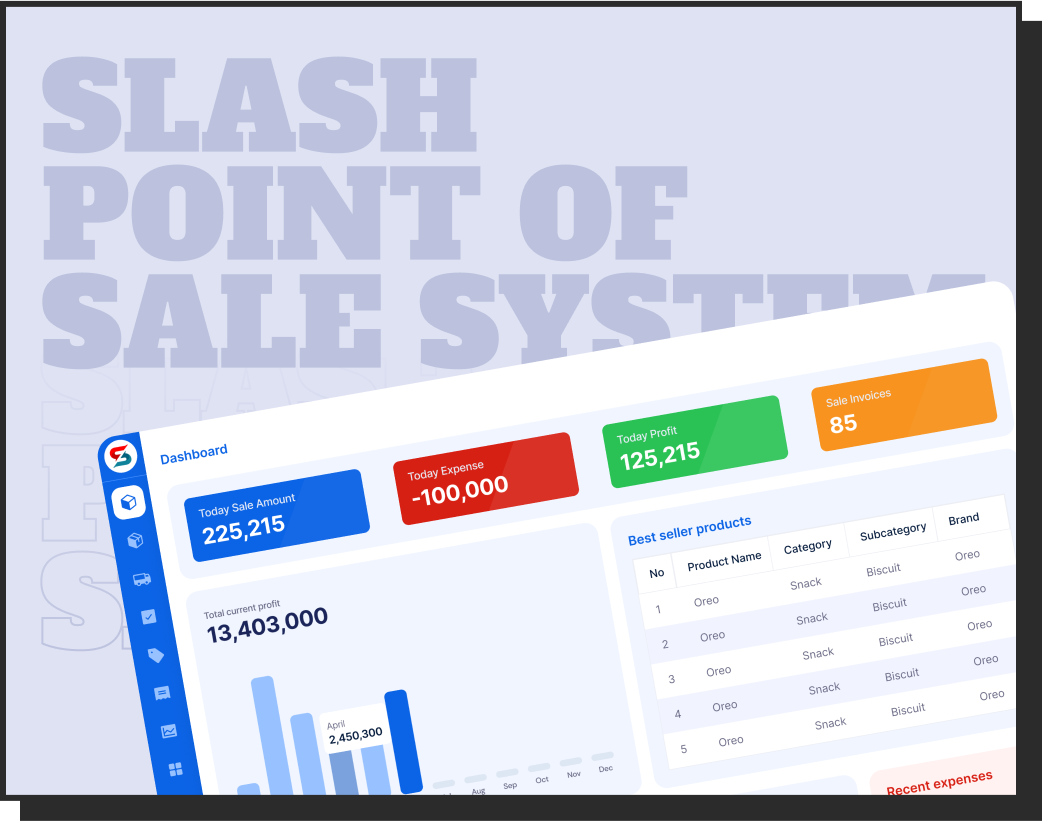 SLASH
POINT OF
SALE SYSTEM
Dashboard
Today Sale Amount
225,215
Today Expense
-100,000
Today Profit
125,215
Sale Invoices
85
Total current profit
13,403,000
April
2,450,300
Aug Sep Oct Nov Dec
Best seller products
No Product Name Category Subcategory Brand
1 Oreo Snack Biscuit Oreo
2 Oreo Snack Biscuit Oreo
3 Oreo Snack Biscuit Oreo
4 Oreo Snack Biscuit Oreo
5 Oreo Snack Biscuit Oreo
Recent expenses